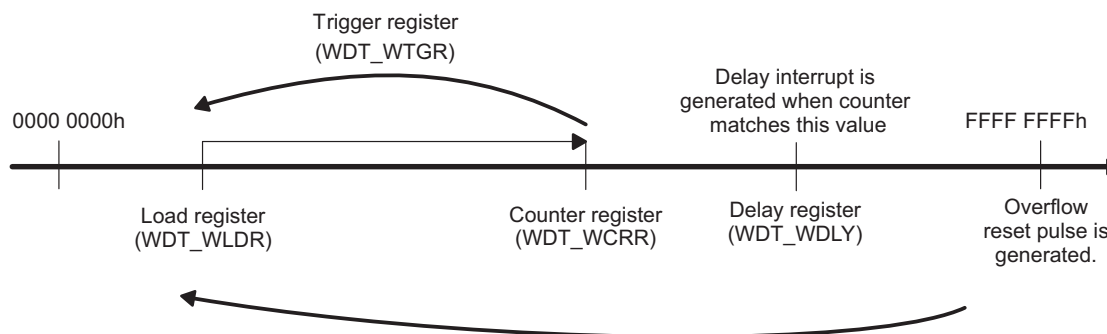 Trigger register
(WDT_WTGR)
Delay interrupt is
generated when counter
matches this value
0000 0000h
FFFF FFFFh
Load register
(WDT_WLDR)
Counter register
(WDT_WCRR)
Delay register
(WDT_WDLY)
Overflow
reset pulse is
generated.